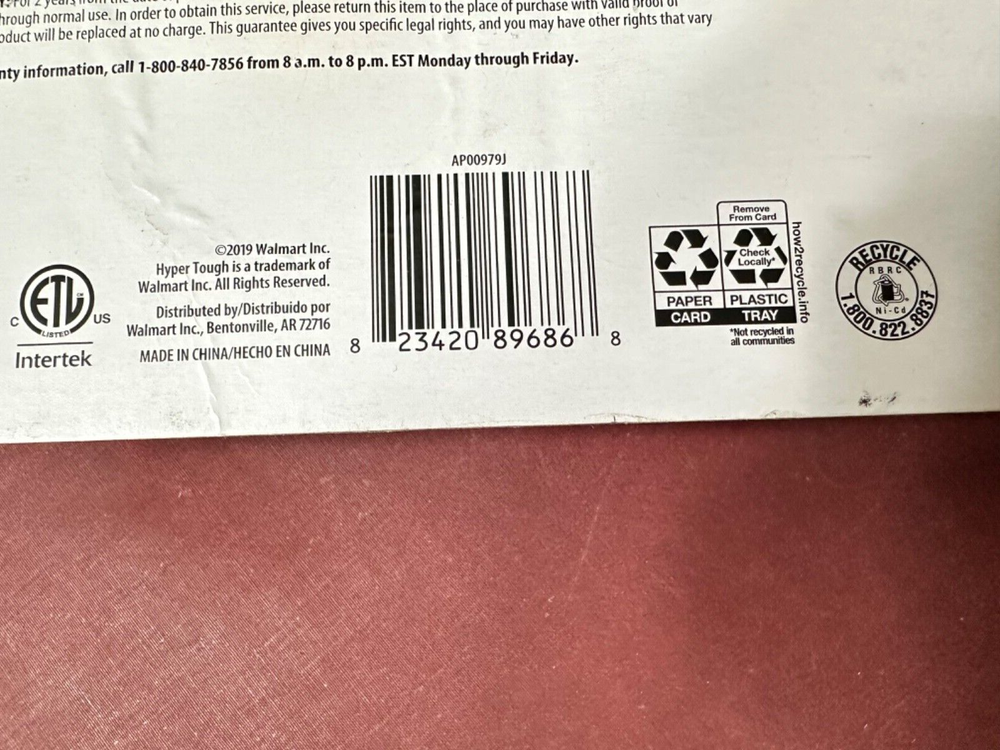 For 2 years from the
hrough normal use. In order to obtain this service, please return this item to the place of purchase with valid proof of
oduct will be replaced at no charge. This guarantee gives you specific legal rights, and you may have other rights that vary
nty information, call 1-800-840-7856 from 8 a.m. to 8 p.m. EST Monday through Friday.
AP00979J
8 23420 89686 8
©2019 Walmart Inc.
Hyper Tough is a trademark of
Walmart Inc. All Rights Reserved.
Distributed by/Distribuido por
Walmart Inc., Bentonville, AR 72716
MADE IN CHINA/HECHO EN CHINA
ETL
C LISTED US
Intertek
Remove
From Card
Check
Locally*
PAPER
CARD
PLASTIC
TRAY
*Not recycled in
all communities
how2recycle.info
RECYCLE
RBRC
Ni-Cd
1.800.822.8837